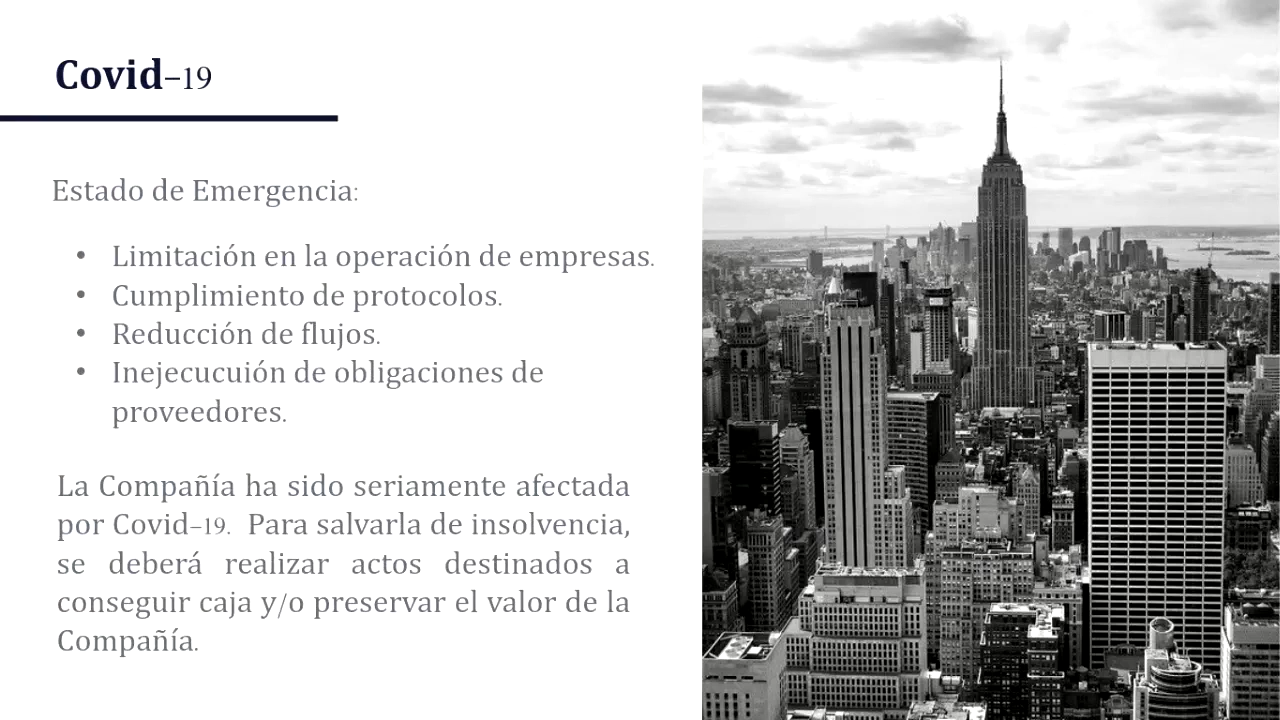 Covid–19
Estado de Emergencia:
• Limitación en la operación de empresas.
• Cumplimiento de protocolos.
• Reducción de flujos.
• Inejecucuión de obligaciones de
proveedores.
La Compañía ha sido seriamente afectada
por Covid–19. Para salvarla de insolvencia,
se deberá realizar actos destinados a
conseguir caja y/o preservar el valor de la
Compañía.